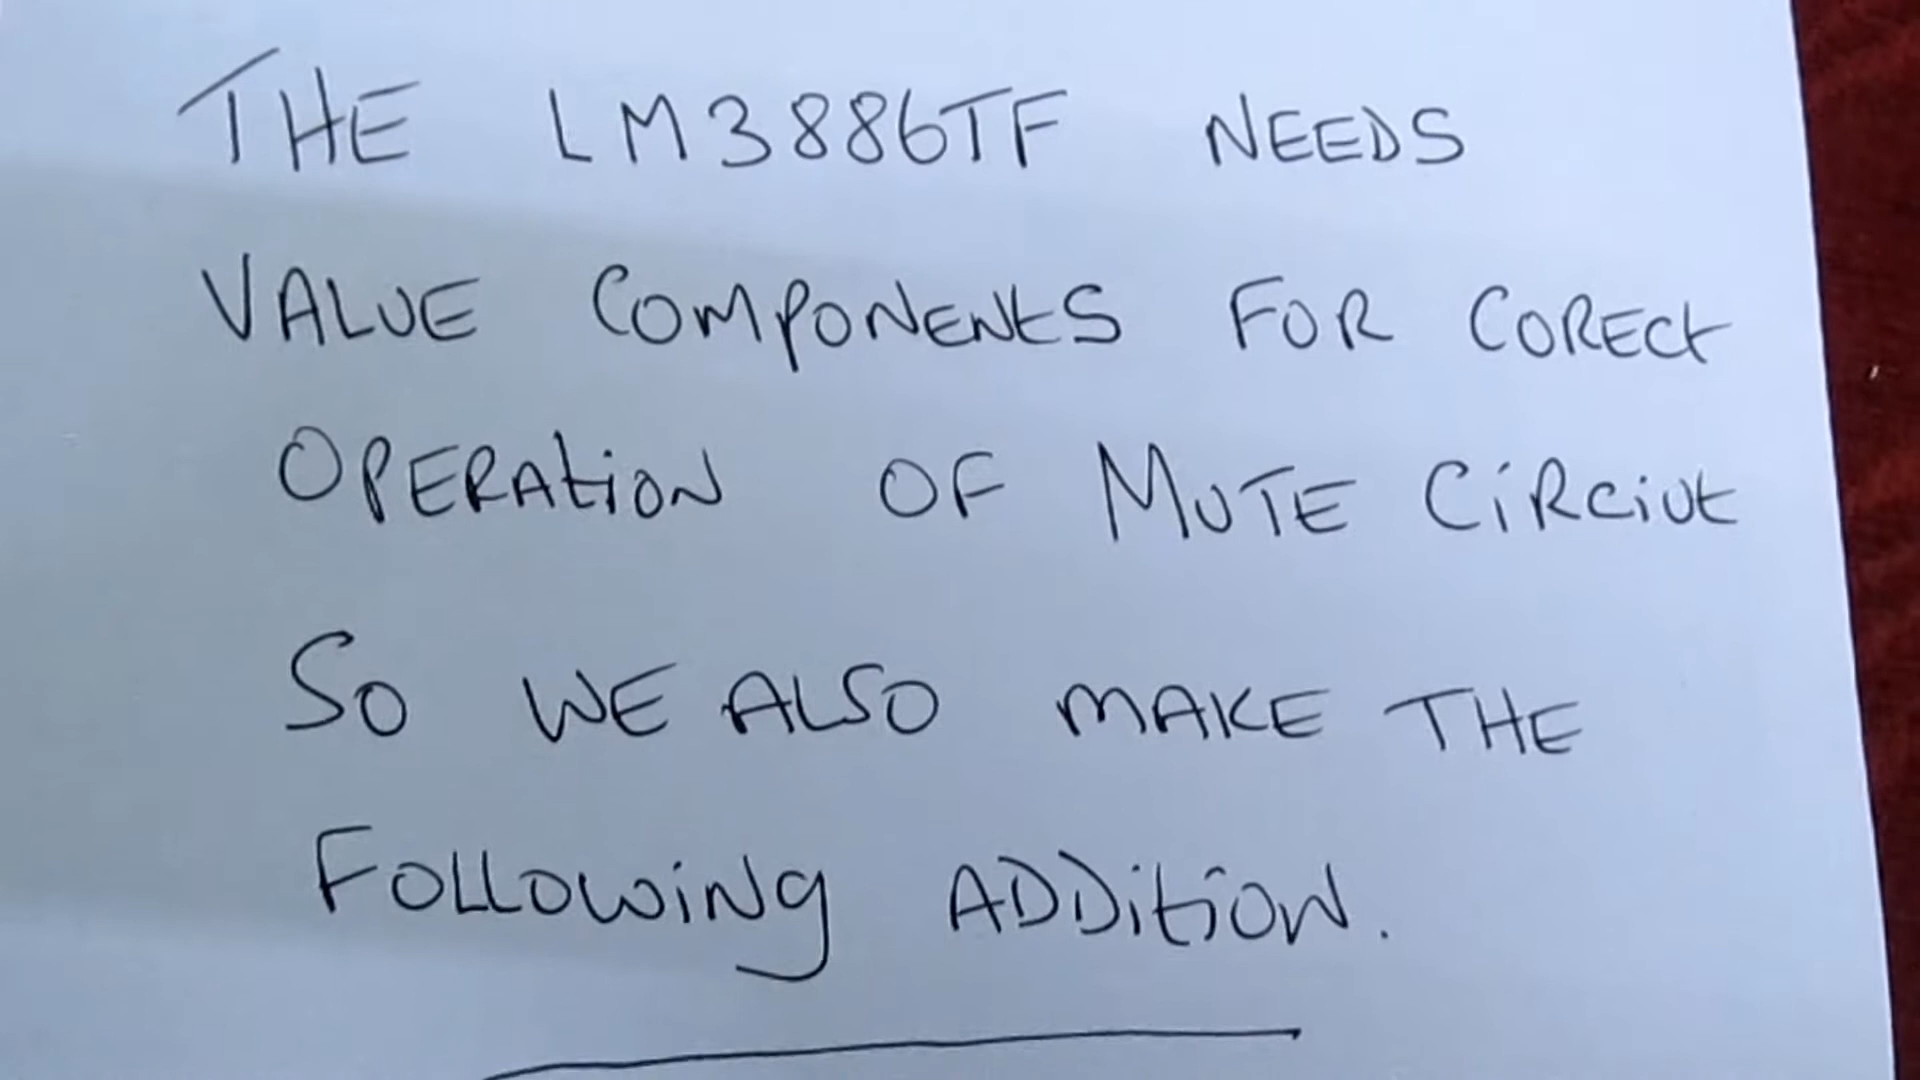 THE LM3886TF NEEDS
VALUE COMPONENtS FOR CORECt
OPERAtiON OF MUTE CiRCiUt
SO WE ALSO MAKE THE
FOLLOWiNg ADDitiON.